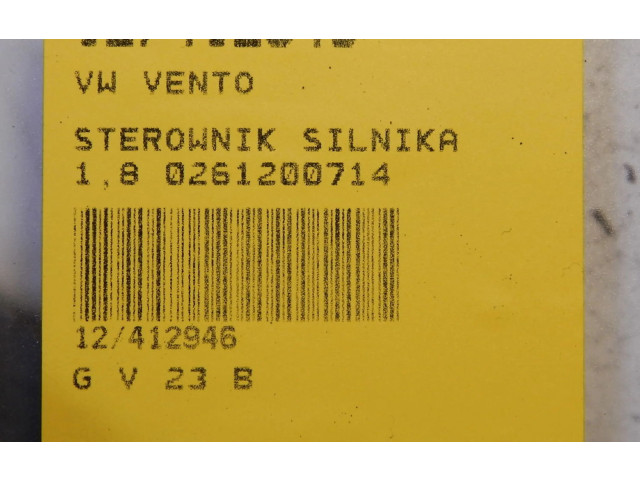 VW VENTO
STEROWNIK SILNIKA
1,8 0261200714
12/412946
G V 23 B